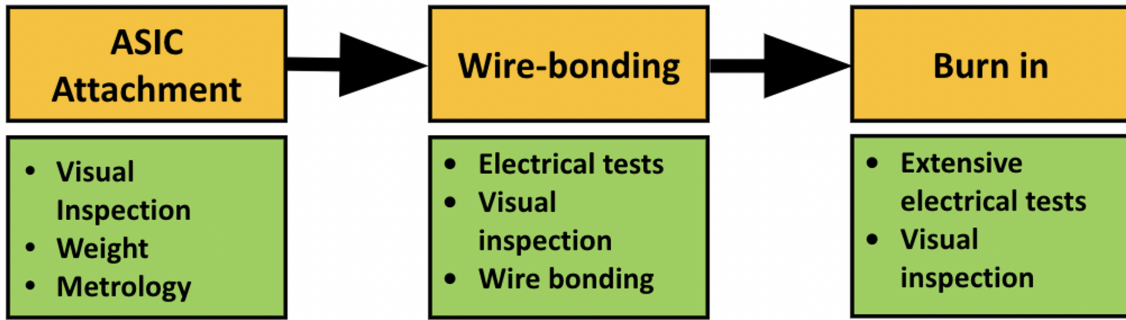 ASIC
Attachment
Wire-bonding
Burn in
• Visual
Inspection
• Weight
• Metrology
• Electrical tests
• Visual
inspection
• Wire bonding
• Extensive
electrical tests
• Visual
inspection